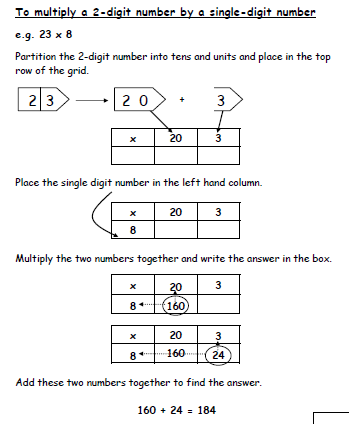 To multiply a 2-digit number by a single-digit number
e.g. 23 x 8
Partition the 2-digit number into tens and units and place in the top
row of the grid.
2 3 2 0 + 3
x 20 3
Place the single digit number in the left hand column.
x 20 3
8
Multiply the two numbers together and write the answer in the box.
x 20 3
8 160
x 20 3
8 160 24
Add these two numbers together to find the answer.
160 + 24 = 184